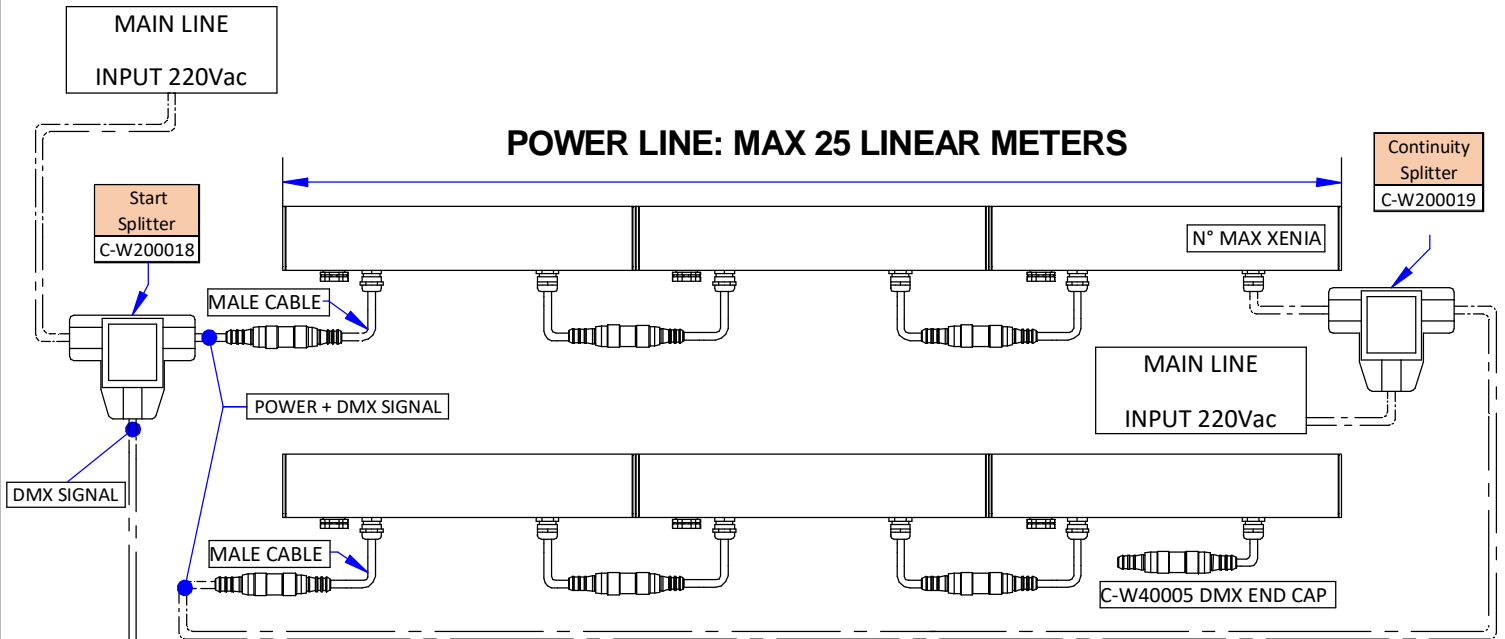 MAIN LINE
INPUT 220Vac
POWER LINE: MAX 25 LINEAR METERS
Continuity
Splitter
C-W200019
Start
Splitter
C-W200018
N° MAX XENIA
MALE CABLE
MAIN LINE
INPUT 220Vac
POWER + DMX SIGNAL
DMX SIGNAL
MALE CABLE
C-W40005 DMX END CAP